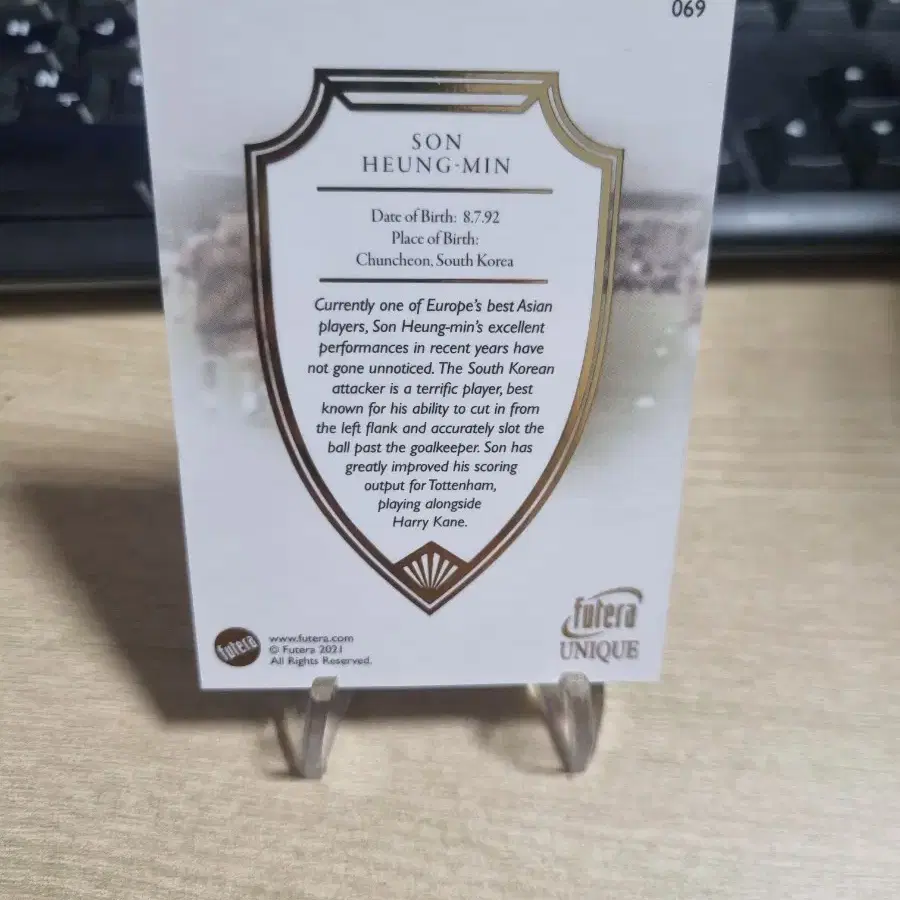 069
SON
HEUNG-MIN
Date of Birth: 8.7.92
Place of Birth:
Chuncheon, South Korea
Currently one of Europe's best Asian
players, Son Heung-min's excellent
performances in recent years have
not gone unnoticed. The South Korean
attacker is a terrific player, best
known for his ability to cut in from
the left flank and accurately slot the
ball past the goalkeeper. Son has
greatly improved his scoring
output for Tottenham,
playing alongside
Harry Kane.
futera
UNIQUE
futera
www.futera.com
© Futera 2021
All Rights Reserved.